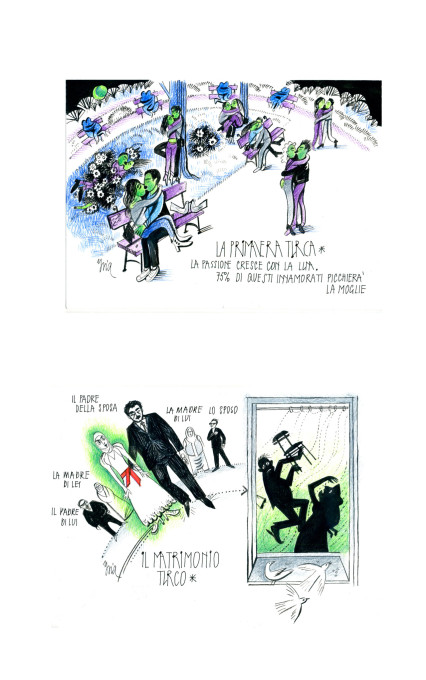 LA PRIMAVERA TURCA *
LA PASSIONE CRESCE CON LA LUNA.
75% DI QUESTI INNAMORATI PICCHIERA'
LA MOGLIE
IL PADRE
DELLA SPOSA
LA MADRE
DI LUI
LO SPOSO
LA MADRE
DI LEI
IL PADRE
DI LUI
IL MATRIMONIO
TURCO *